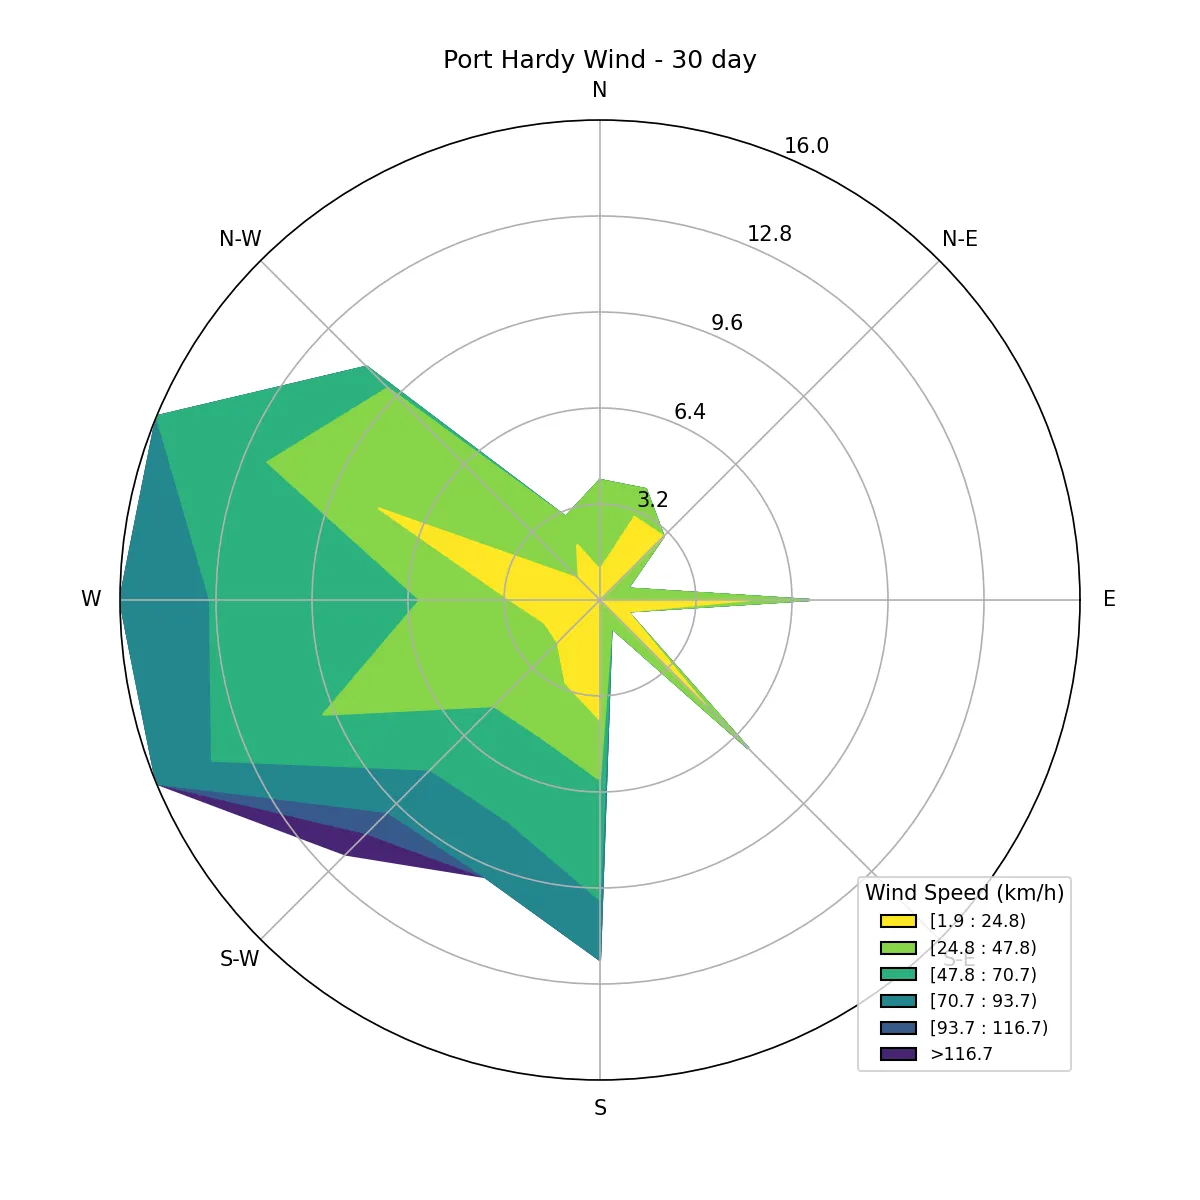 Port Hardy Wind - 30 day
N
16.0
12.8
N-W
N-E
9.6
6.4
3.2
W
E
S-W
S-E
S
Wind Speed (km/h)
[1.9 : 24.8)
[24.8 : 47.8)
[47.8 : 70.7)
[70.7 : 93.7)
[93.7 : 116.7)
>116.7